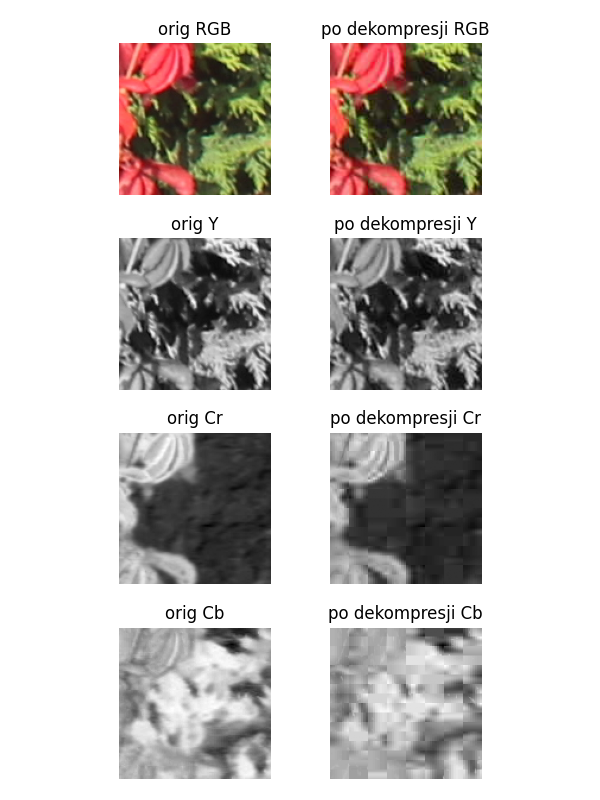 orig RGB
po dekompresji RGB
orig Y
po dekompresji Y
orig Cr
po dekompresji Cr
orig Cb
po dekompresji Cb